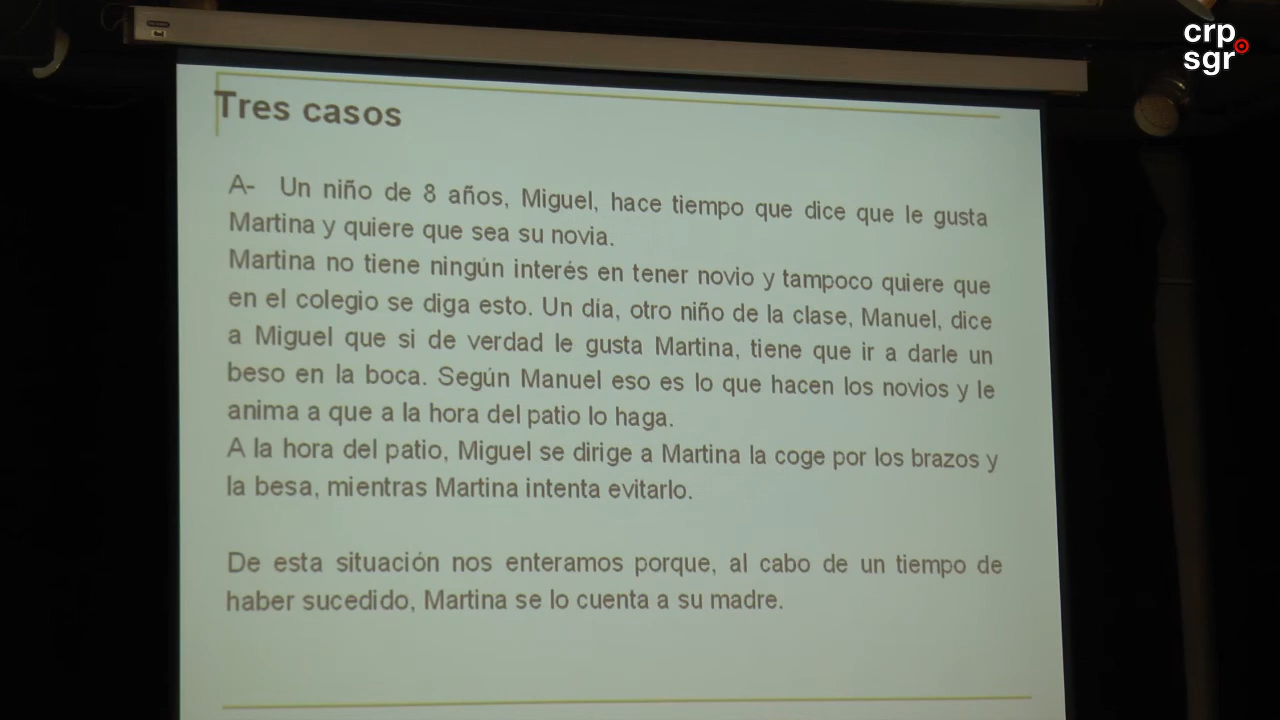 crp
sgr
Tres casos
A- Un niño de 8 años, Miguel, hace tiempo que dice que le gusta
Martina y quiere que sea su novia.
Martina no tiene ningún interés en tener novio y tampoco quiere que
en el colegio se diga esto. Un día, otro niño de la clase, Manuel, dice
a Miguel que si de verdad le gusta Martina, tiene que ir a darle un
beso en la boca. Según Manuel eso es lo que hacen los novios y le
anima a que a la hora del patio lo haga.
A la hora del patio, Miguel se dirige a Martina la coge por los brazos y
la besa, mientras Martina intenta evitarlo.
De esta situación nos enteramos porque, al cabo de un tiempo de
haber sucedido, Martina se lo cuenta a su madre.